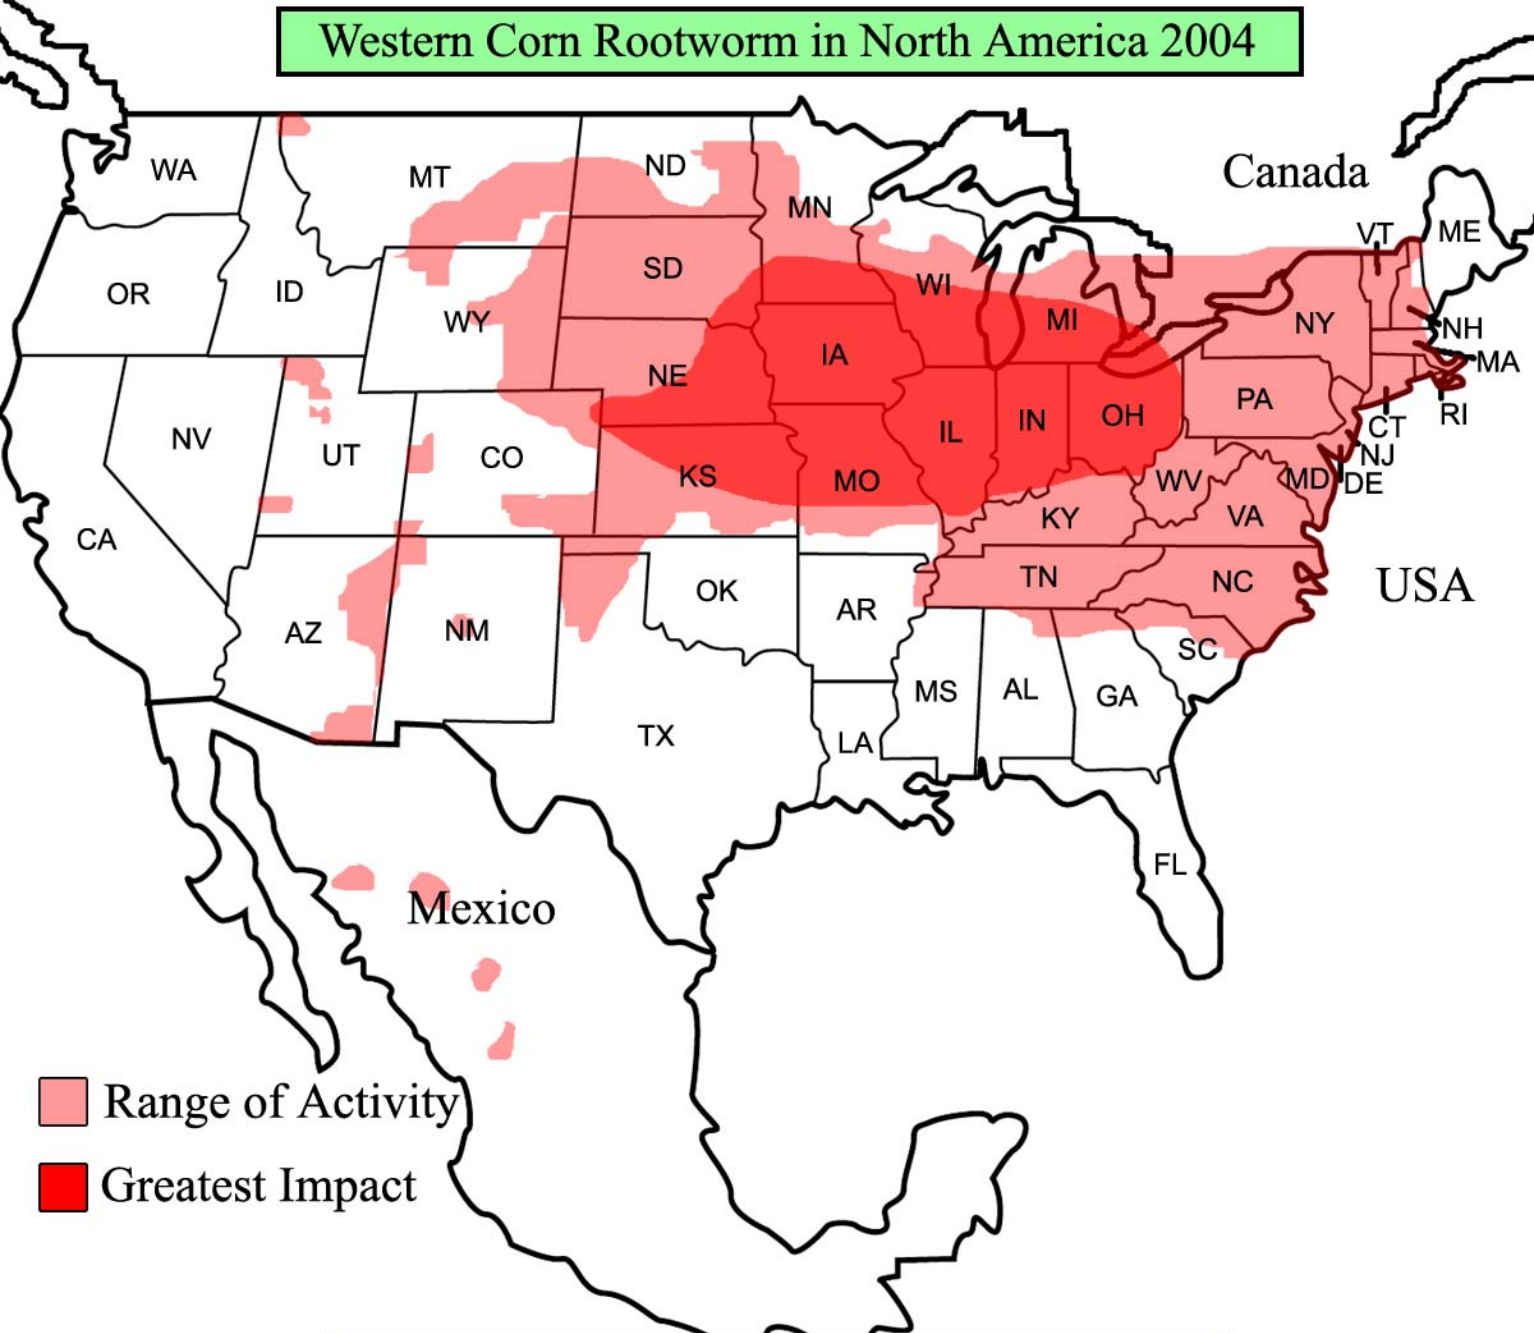 Western Corn Rootworm in North America 2004
Canada
WA
MT
ND
MN
VT
ME
OR
ID
SD
WI
WY
MI
NY
NH
IA
MA
NE
PA
NV
UT
CO
IL
IN
OH
CT
RI
NJ
KS
MO
WV
MD
DE
CA
KY
VA
USA
TN
NC
OK
AR
AZ
NM
SC
MS
AL
GA
TX
LA
FL
Mexico
Range of Activity
Greatest Impact